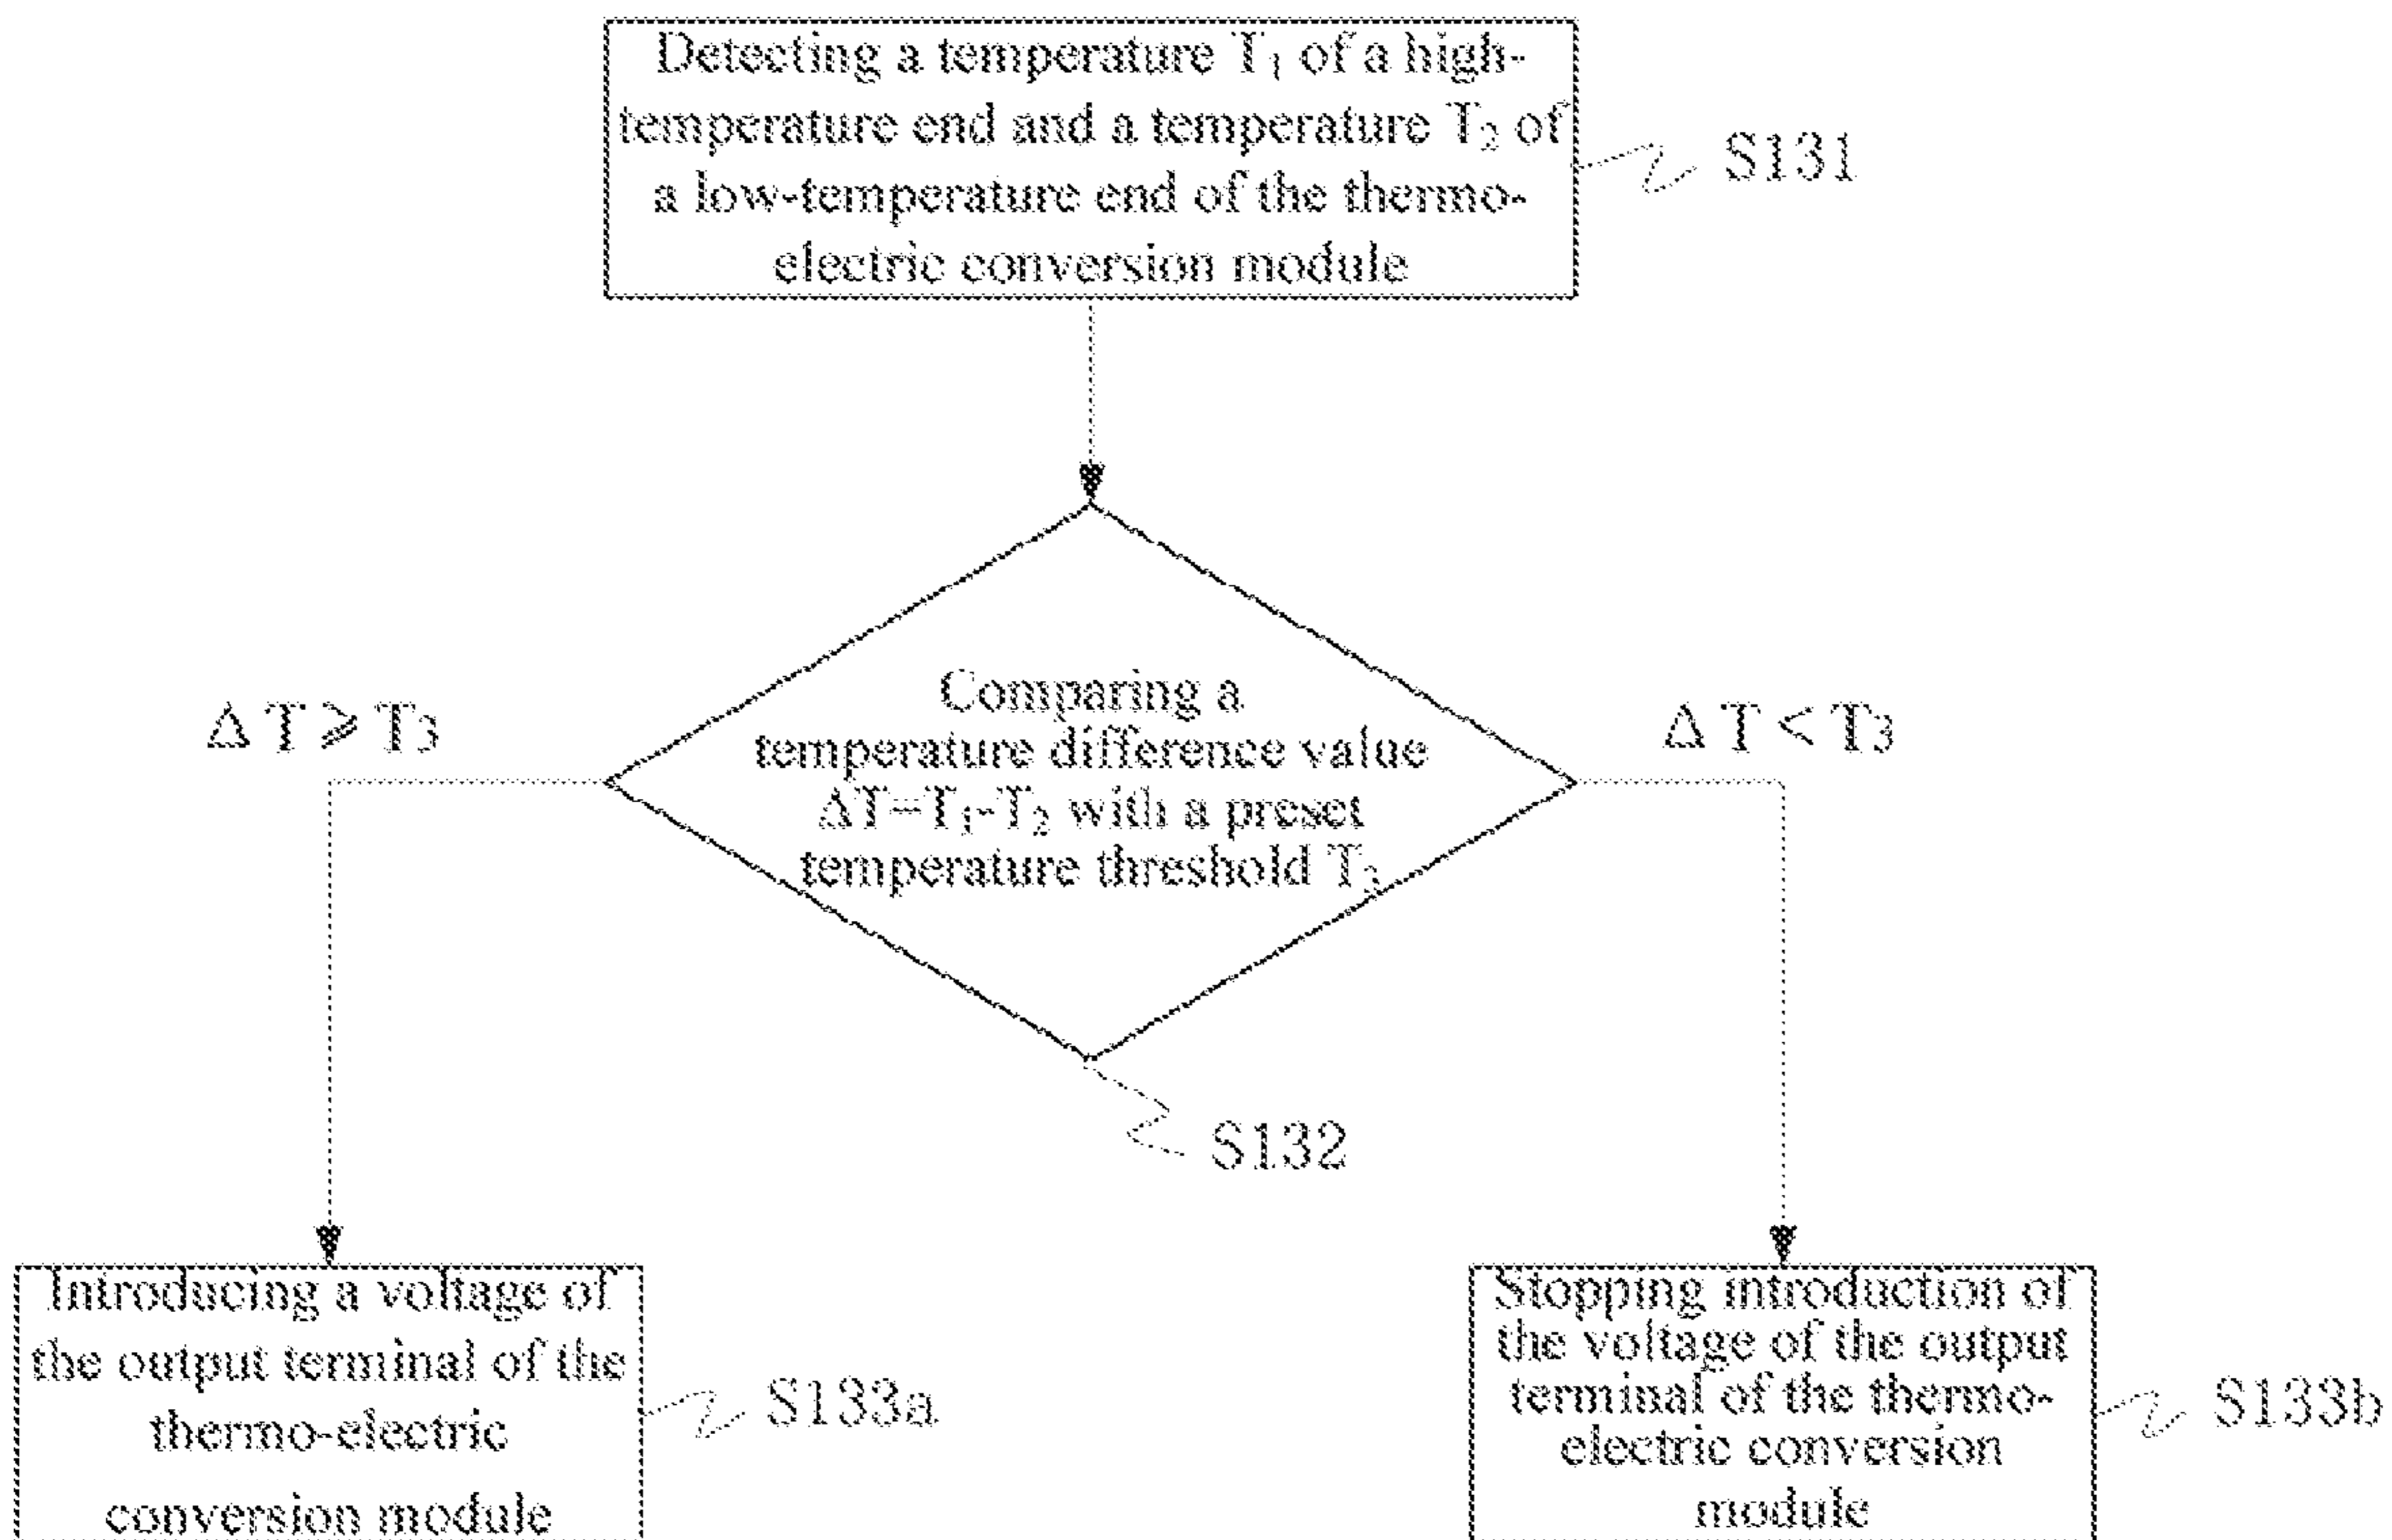 Detecting a temperature T₁ of a high-
temperature end and a temperature T₂ of
a low-temperature end of the thermo-
electric conversion module
S131
Comparing a
temperature difference value
ΔT=T₁-T₂ with a preset
temperature threshold T₃
Δ T ⩾ T₃
Δ T < T₃
S132
Introducing a voltage of
the output terminal of the
thermo-electric
conversion module
S133a
Stopping introduction of
the voltage of the output
terminal of the thermo-
electric conversion
module
S133b